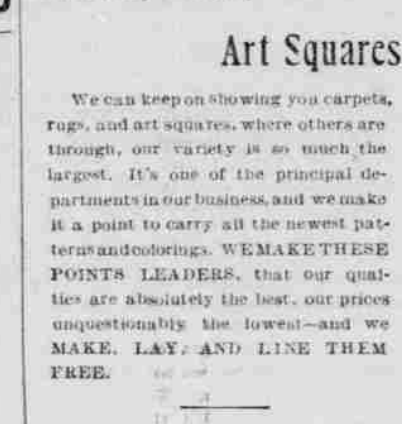 Art Squares
We can keep on showing you carpets,
rugs, and art squares, where others are
through, our variety is so much the
largest. It's one of the principal de-
partments in our business, and we make
it a point to carry all the newest pat-
terns and colorings. WE MAKE THESE
POINTS LEADERS, that our qual-
ties are absolutely the best, our prices
unquestionably the lowest—and we
MAKE, LAY, AND LINE THEM
FREE.